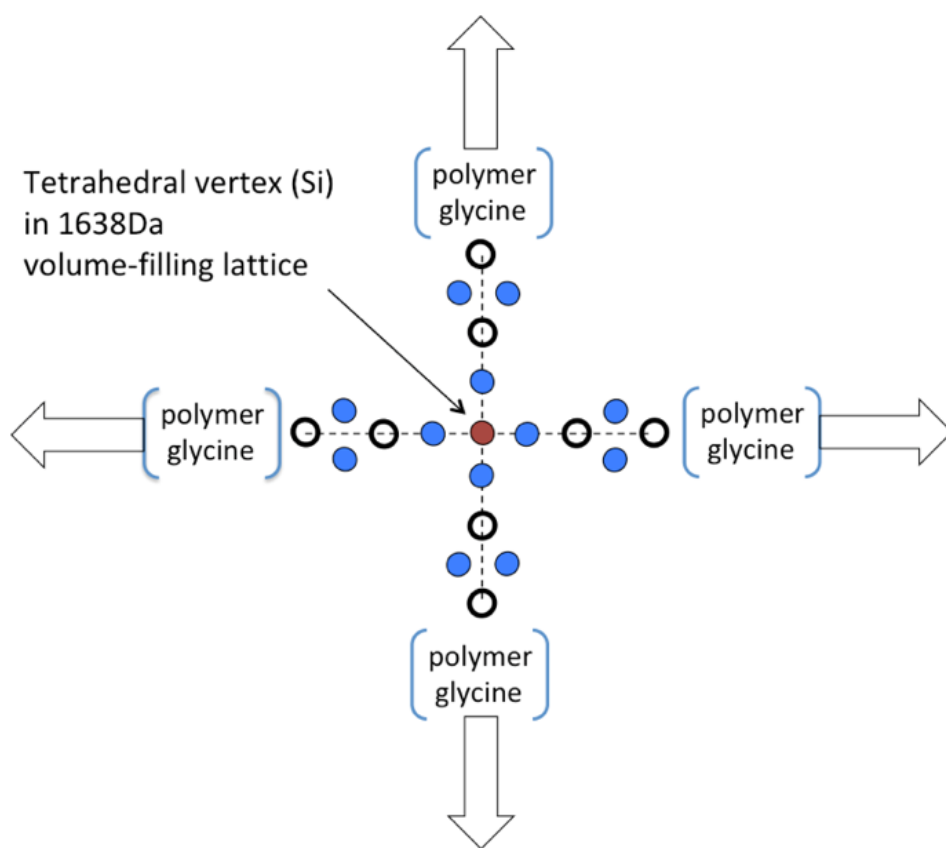 polymer
glycine
Tetrahedral vertex (Si)
in 1638Da
volume-filling lattice
polymer
glycine
polymer
glycine
polymer
glycine